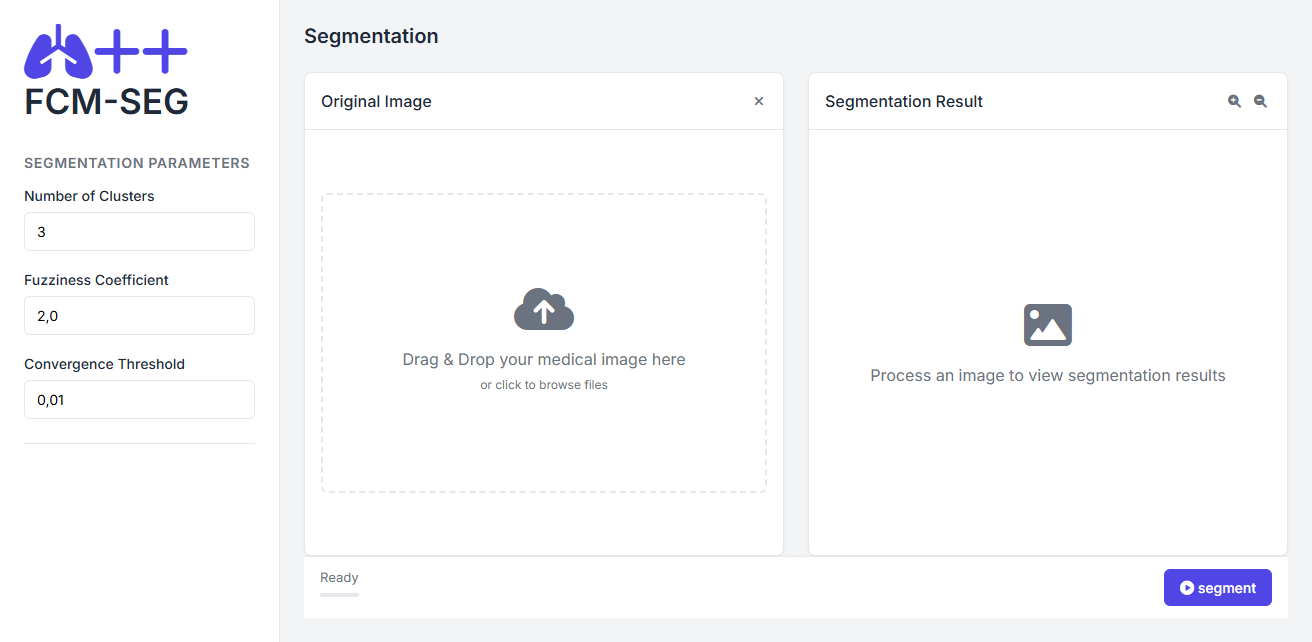 ++
FCM-SEG
SEGMENTATION PARAMETERS
Number of Clusters
3
Fuzziness Coefficient
2,0
Convergence Threshold
0,01
Segmentation
Original Image
Drag & Drop your medical image here
or click to browse files
Segmentation Result
Process an image to view segmentation results
Ready
segment